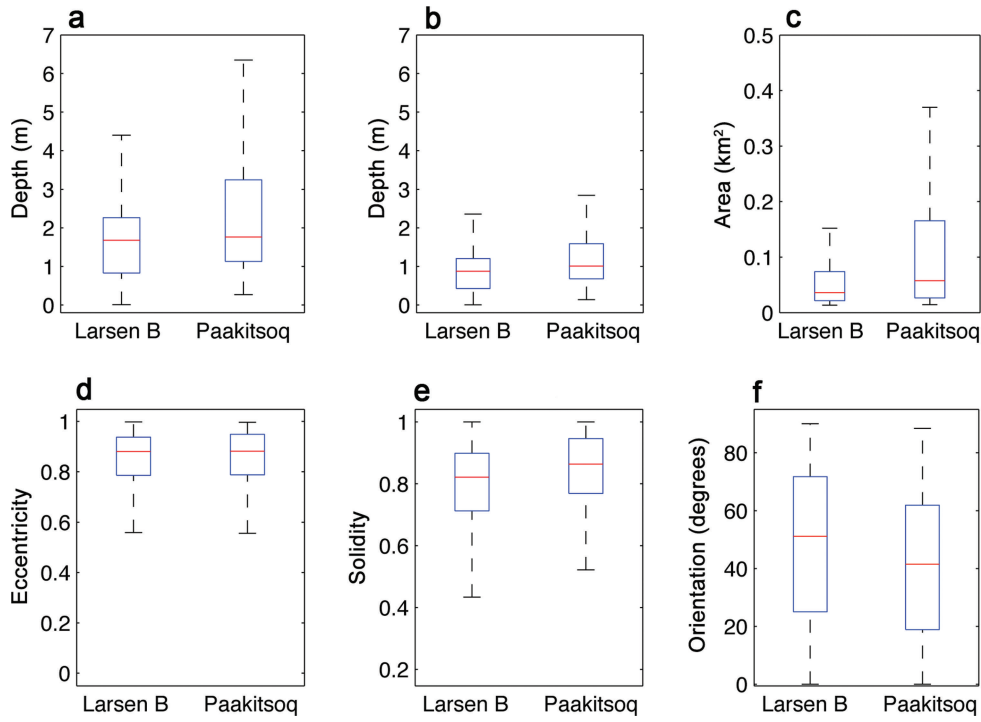 a
7
6
5
4
3
2
1
0
Depth (m)
Larsen B Paakitsoq
b
7
6
5
4
3
2
1
0
Depth (m)
Larsen B Paakitsoq
c
0.5
0.4
0.3
0.2
0.1
0
Area (km²)
Larsen B Paakitsoq
d
1
0.8
0.6
0.4
0.2
0
Eccentricity
Larsen B Paakitsoq
e
1
0.8
0.6
0.4
0.2
Solidity
Larsen B Paakitsoq
f
80
60
40
20
0
Orientation (degrees)
Larsen B Paakitsoq